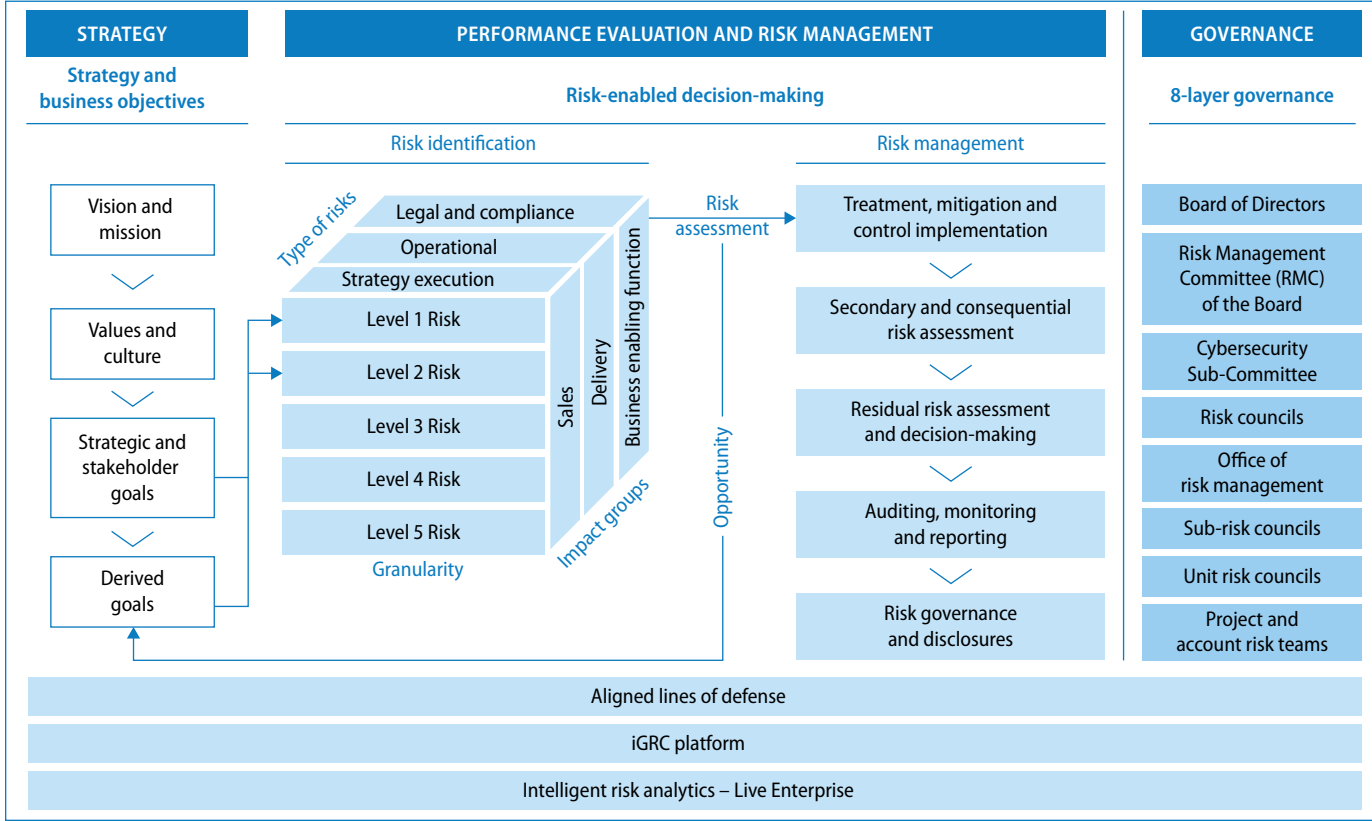 STRATEGY
Strategy and
business objectives
Vision and
mission
Values and
culture
Strategic and
stakeholder
goals
Derived
goals
PERFORMANCE EVALUATION AND RISK MANAGEMENT
Risk-enabled decision-making
Risk identification
Type of risks
Legal and compliance
Operational
Strategy execution
Level 1 Risk
Level 2 Risk
Level 3 Risk
Level 4 Risk
Level 5 Risk
Granularity
Sales
Delivery
Business enabling function
Impact groups
Risk
assessment
Opportunity
Risk management
Treatment, mitigation and
control implementation
Secondary and consequential
risk assessment
Residual risk assessment
and decision-making
Auditing, monitoring
and reporting
Risk governance
and disclosures
GOVERNANCE
8-layer governance
Board of Directors
Risk Management
Committee (RMC)
of the Board
Cybersecurity
Sub-Committee
Risk councils
Office of
risk management
Sub-risk councils
Unit risk councils
Project and
account risk teams
Aligned lines of defense
iGRC platform
Intelligent risk analytics – Live Enterprise